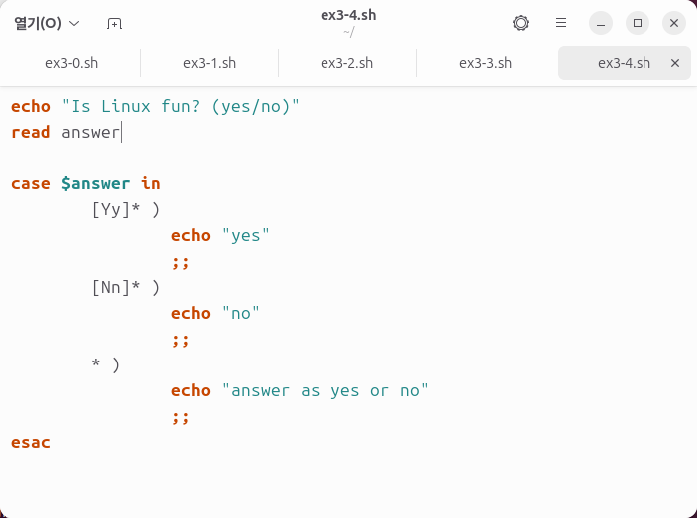 열기(O)
ex3-4.sh
~/
ex3-0.sh ex3-1.sh ex3-2.sh ex3-3.sh ex3-4.sh
echo "Is Linux fun? (yes/no)"
read answer
case $answer in
[Yy]* )
echo "yes"
;;
[Nn]* )
echo "no"
;;
* )
echo "answer as yes or no"
;;
esac